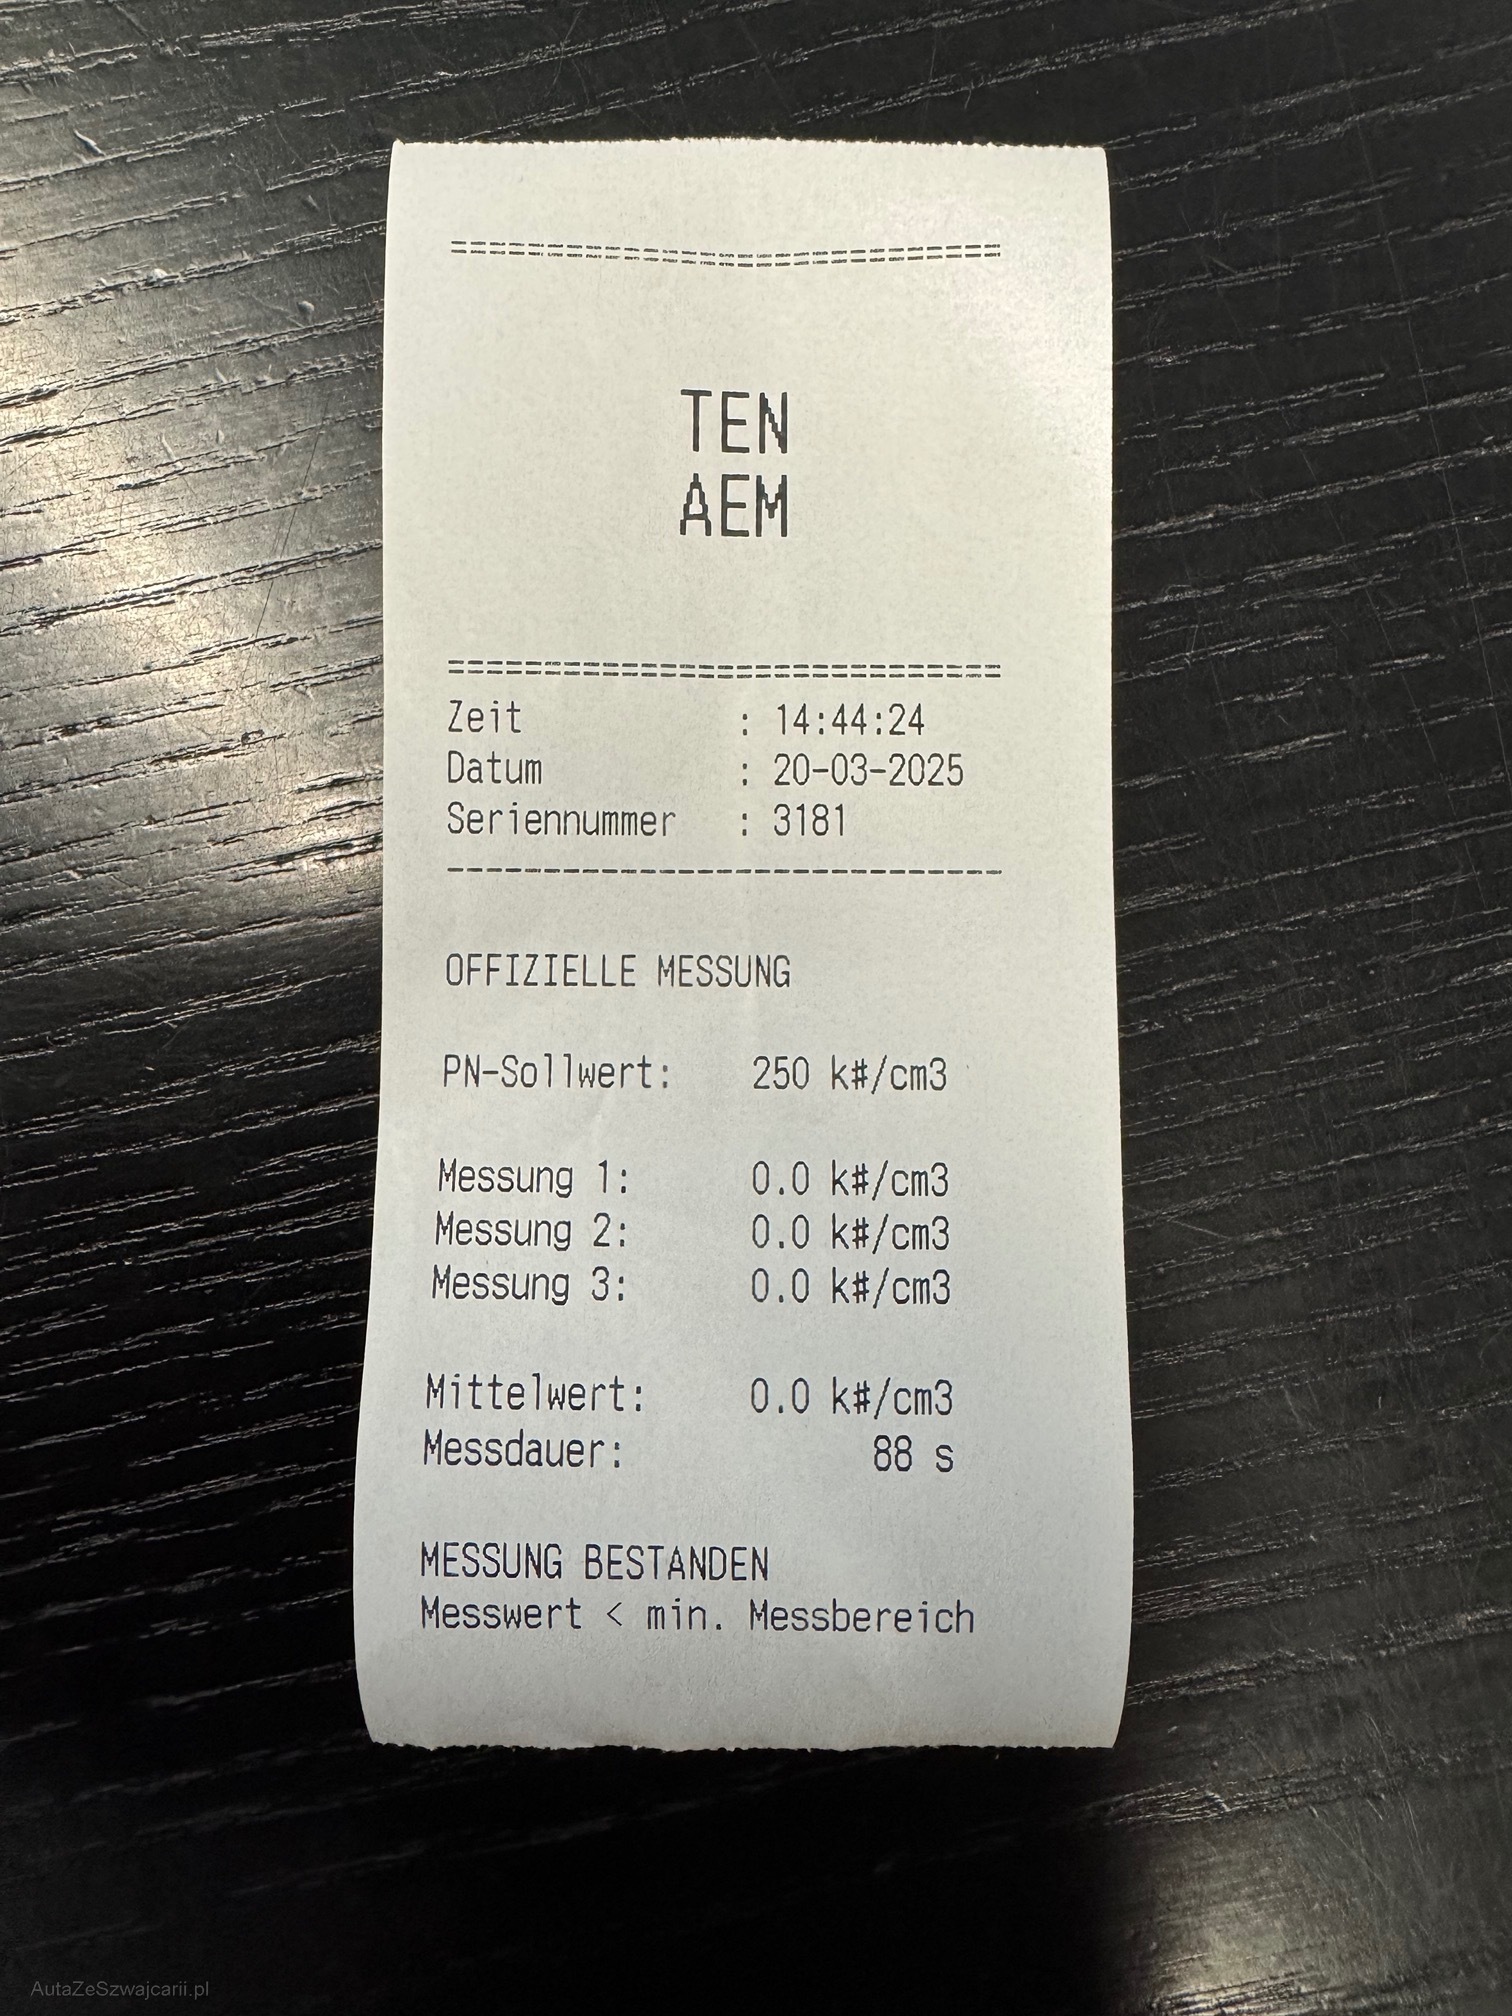 ==============================
TEN
AEM
==============================
Zeit : 14:44:24
Datum : 20-03-2025
Seriennummer : 3181
------------------------------
OFFIZIELLE MESSUNG
PN-Sollwert: 250 k#/cm3
Messung 1: 0.0 k#/cm3
Messung 2: 0.0 k#/cm3
Messung 3: 0.0 k#/cm3
Mittelwert: 0.0 k#/cm3
Messdauer: 88 s
MESSUNG BESTANDEN
Messwert < min. Messbereich
AutaZeSzwajcarii.pl